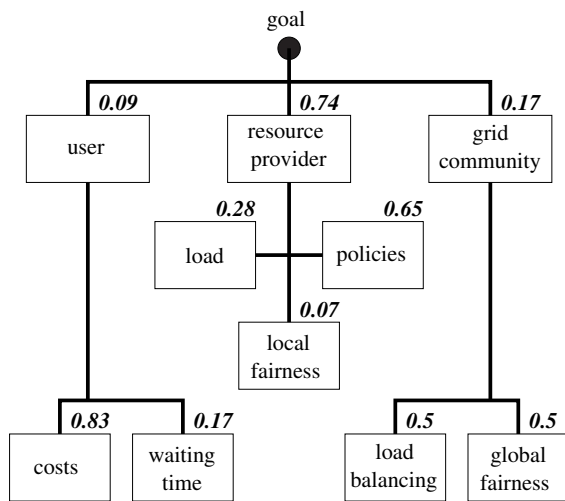 goal
0.09
0.74
0.17
user
resource
provider
grid
community
0.28
0.65
load
policies
0.07
local
fairness
0.83
0.17
0.5
0.5
costs
waiting
time
load
balancing
global
fairness